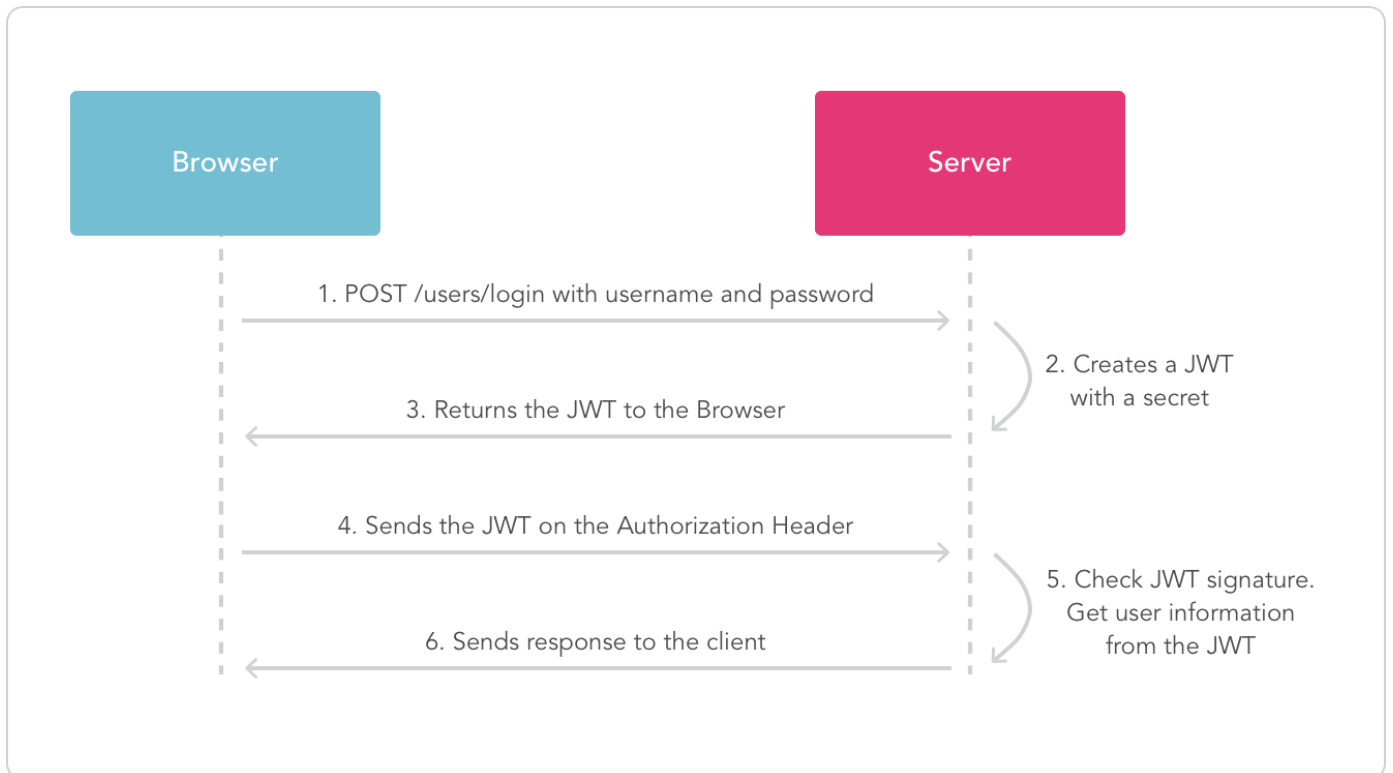 Browser
Server
1. POST /users/login with username and password
2. Creates a JWT
with a secret
3. Returns the JWT to the Browser
4. Sends the JWT on the Authorization Header
5. Check JWT signature.
Get user information
from the JWT
6. Sends response to the client